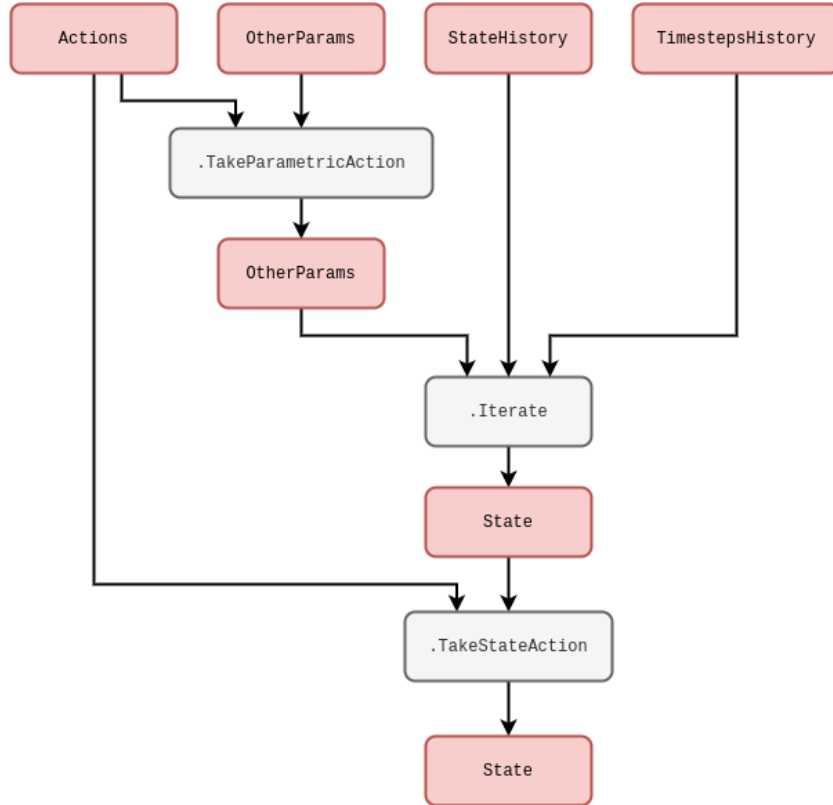 Actions
OtherParams
StateHistory
TimestepsHistory
.TakeParametricAction
OtherParams
.Iterate
State
.TakeStateAction
State